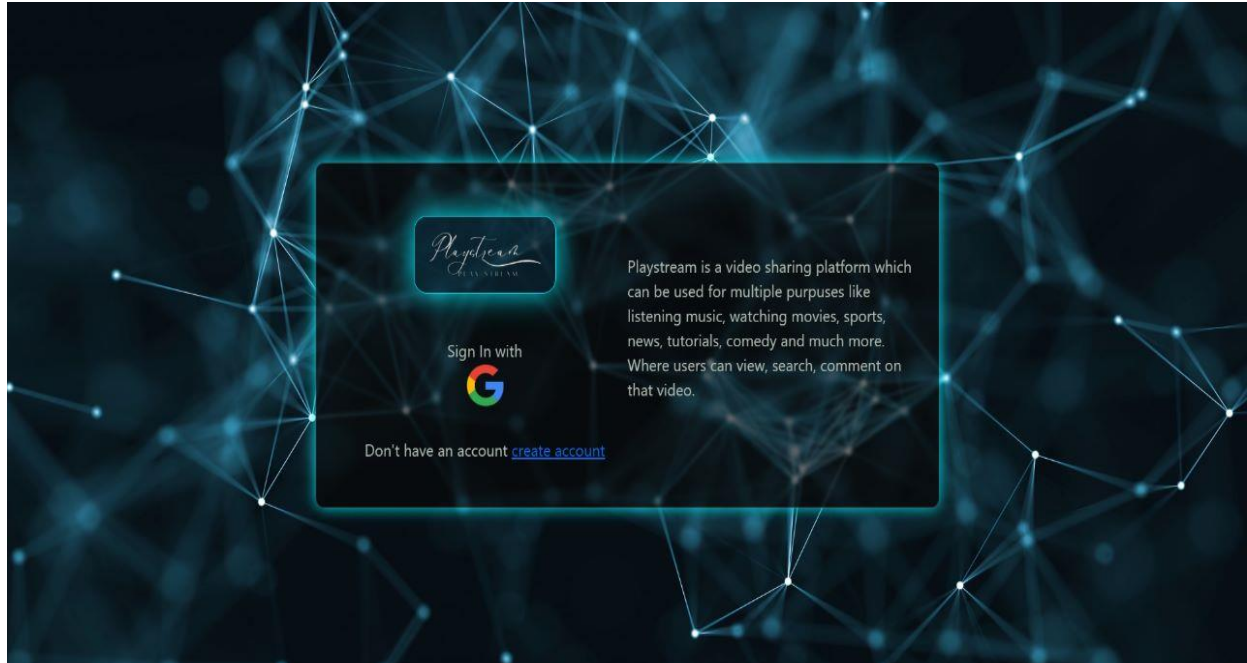 Playstream
PLAY STREAM
Sign In with
Don't have an account create account
Playstream is a video sharing platform which
can be used for multiple purpuses like
listening music, watching movies, sports,
news, tutorials, comedy and much more.
Where users can view, search, comment on
that video.